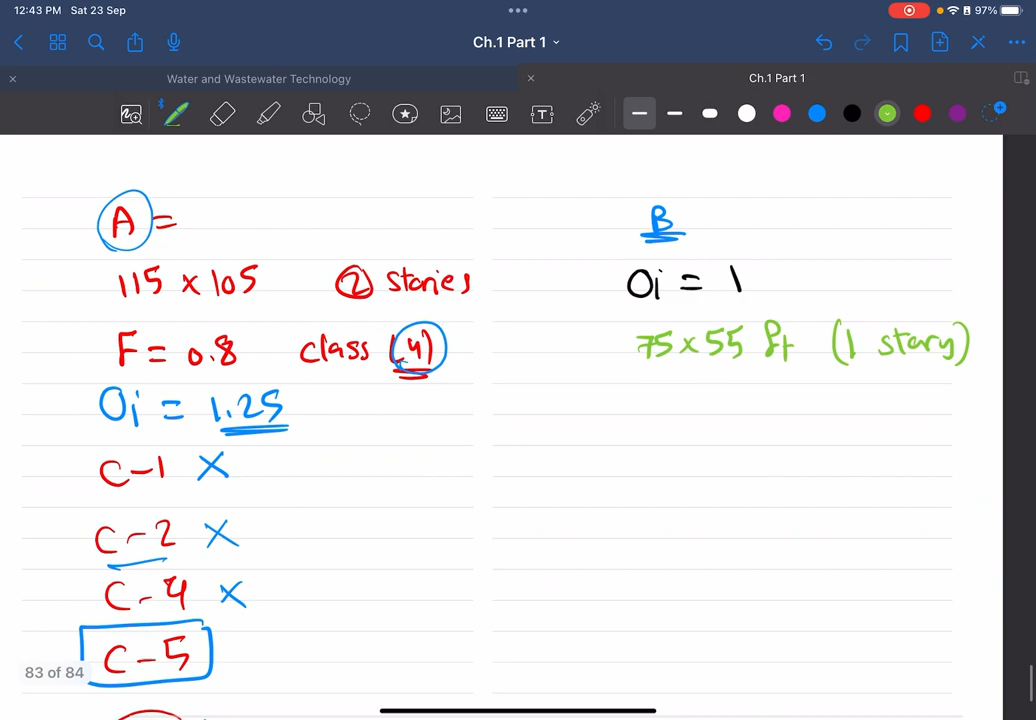 12:43 PM Sat 23 Sep
97%
Ch.1 Part 1
Water and Wastewater Technology
Ch.1 Part 1
A =
115 x 105 2 stories
F = 0.8 class (4)
Oi = 1.25
C-1 X
C-2 X
C-4 X
C-5
83 of 84
B
Oi = 1
75 x 55 ft (1 story)